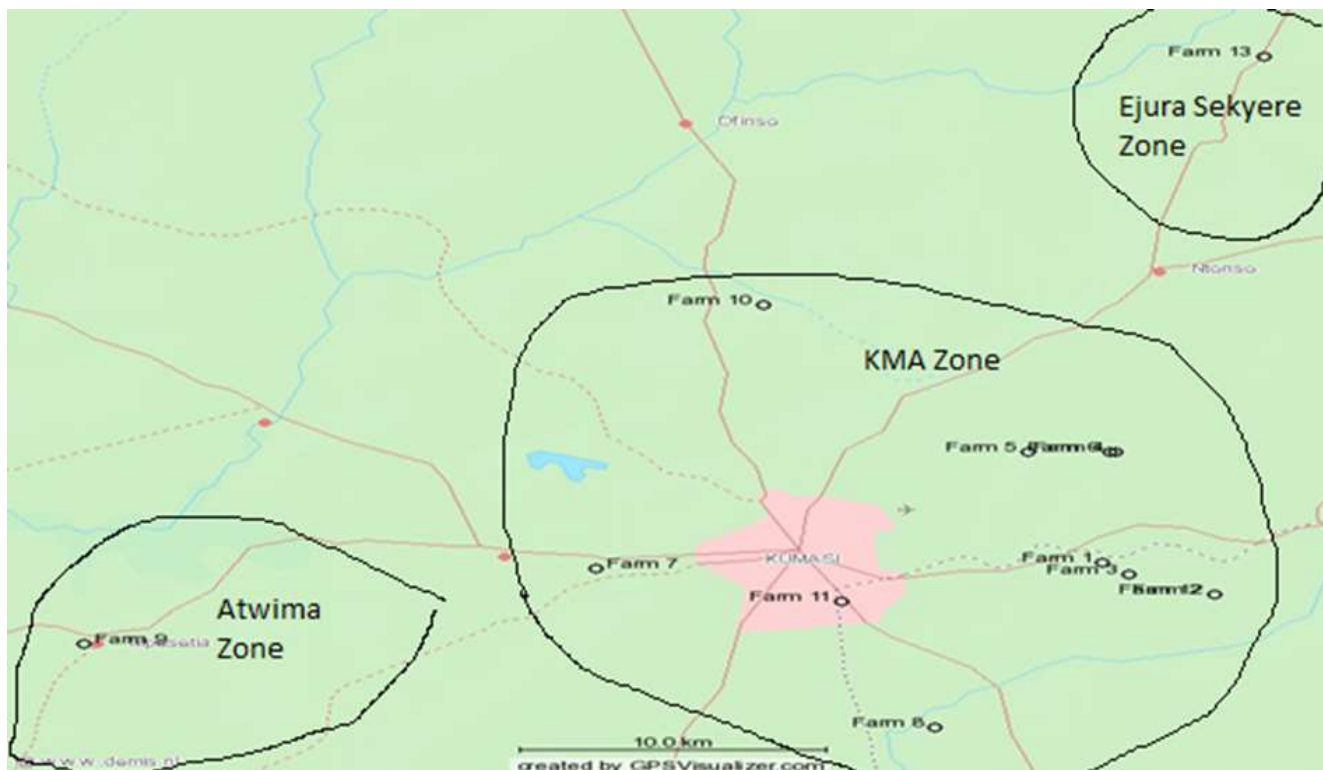 Farm 13
Ejura Sekyere
Zone
Ofinso
Ntonso
Farm 10
KMA Zone
Farm 5
KUMASI
Farm 1
Farm 7
Farm 3
Farm 11
Atwima
Zone
Farm 9
Farm 8
10.0 km
www.demis.nl
created by GPSVisualizer.com